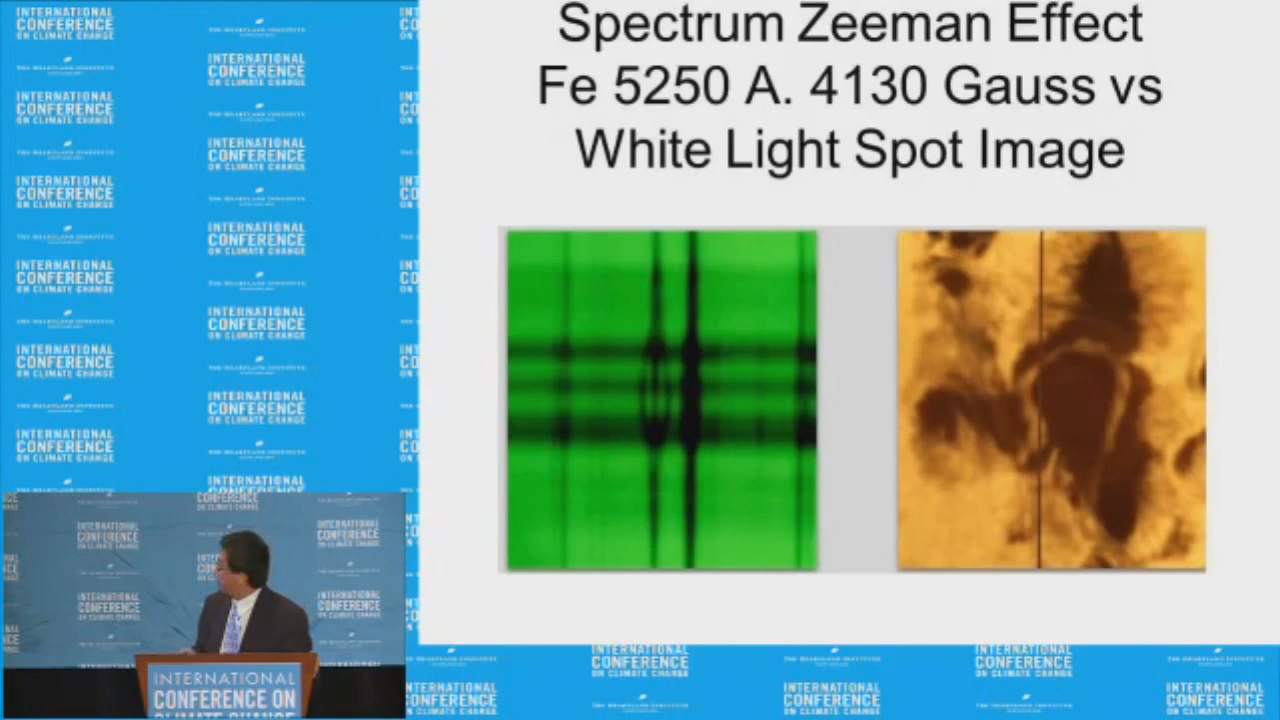 Spectrum Zeeman Effect
Fe 5250 A. 4130 Gauss vs
White Light Spot Image
INTERNATIONAL
CONFERENCE
ON CLIMATE CHANGE
THE HEARTLAND INSTITUTE
INTERNATIONAL
CONFERENCE ON
CLIMATE CHANGE